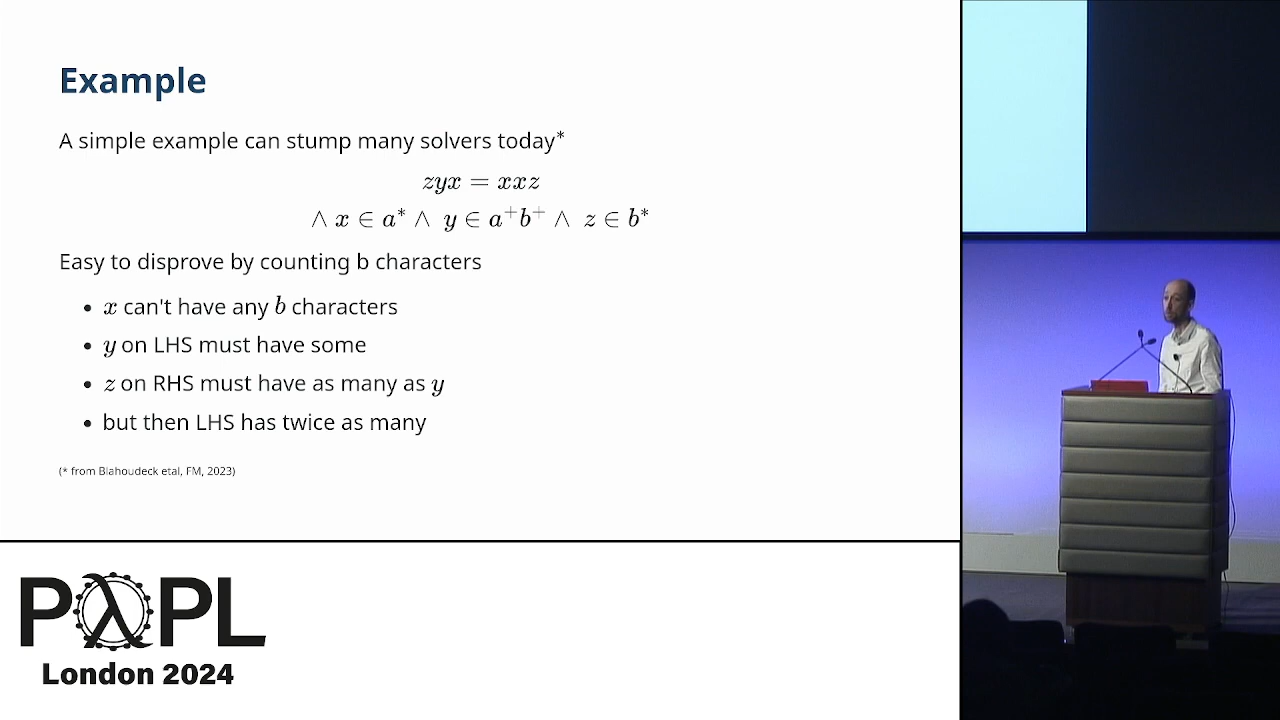 Example
A simple example can stump many solvers today*
zyx = xxz
∧ x ∈ a* ∧ y ∈ a⁺b⁺ ∧ z ∈ b*
Easy to disprove by counting b characters
• x can't have any b characters
• y on LHS must have some
• z on RHS must have as many as y
• but then LHS has twice as many
(* from Blahoudeck etal, FM, 2023)
PλPL
London 2024